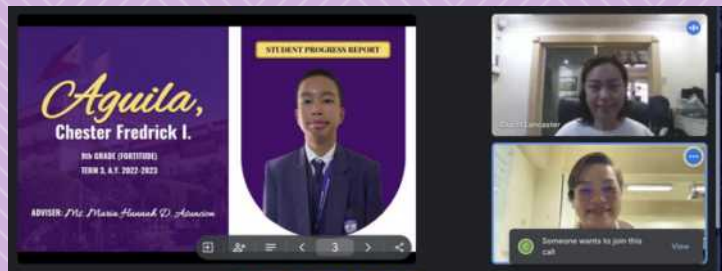 Aguila,
Chester Fredrick I.
9th GRADE (FORTITUDE)
TERM 3, A.Y. 2022-2023
ADVISER: Ms. Maria Hannah D. Asuncion
STUDENT PROGRESS REPORT
3
Lancaster
Someone wants to join this
call
View